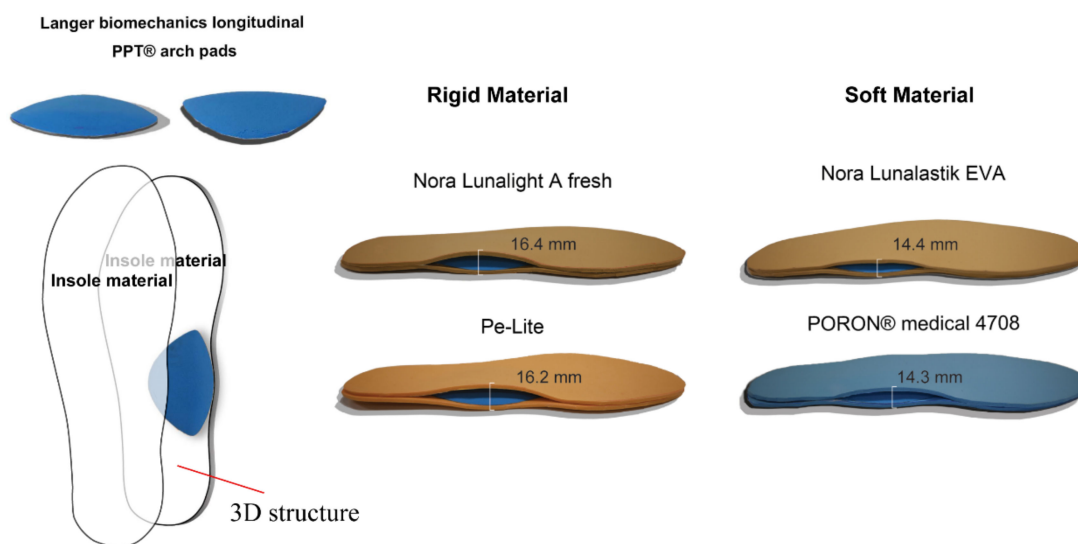 Langer biomechanics longitudinal
PPT® arch pads
Rigid Material
Soft Material
Nora Lunalight A fresh
Nora Lunalastik EVA
16.4 mm
14.4 mm
Insole material
Insole material
Pe-Lite
PORON® medical 4708
16.2 mm
14.3 mm
3D structure